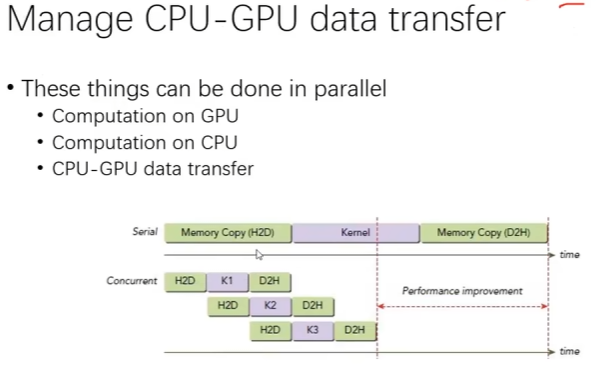 Manage CPU-GPU data transfer
• These things can be done in parallel
• Computation on GPU
• Computation on CPU
• CPU-GPU data transfer
Serial Memory Copy (H2D) Kernel Memory Copy (D2H)
time
Concurrent H2D K1 D2H
Performance improvement
H2D K2 D2H
H2D K3 D2H
time